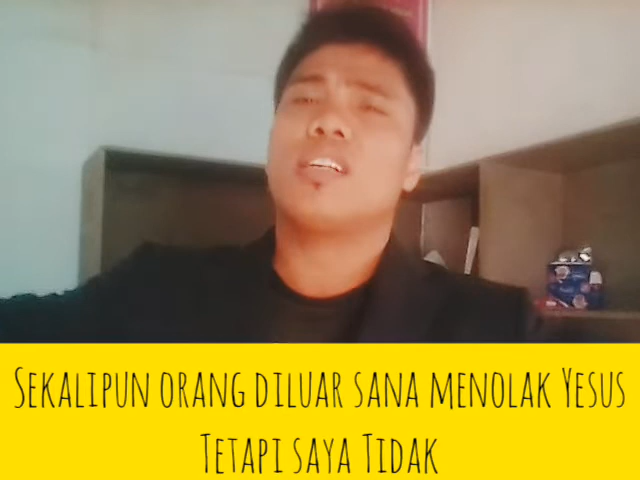 Sekalipun orang diluar sana menolak Yesus
Tetapi saya Tidak